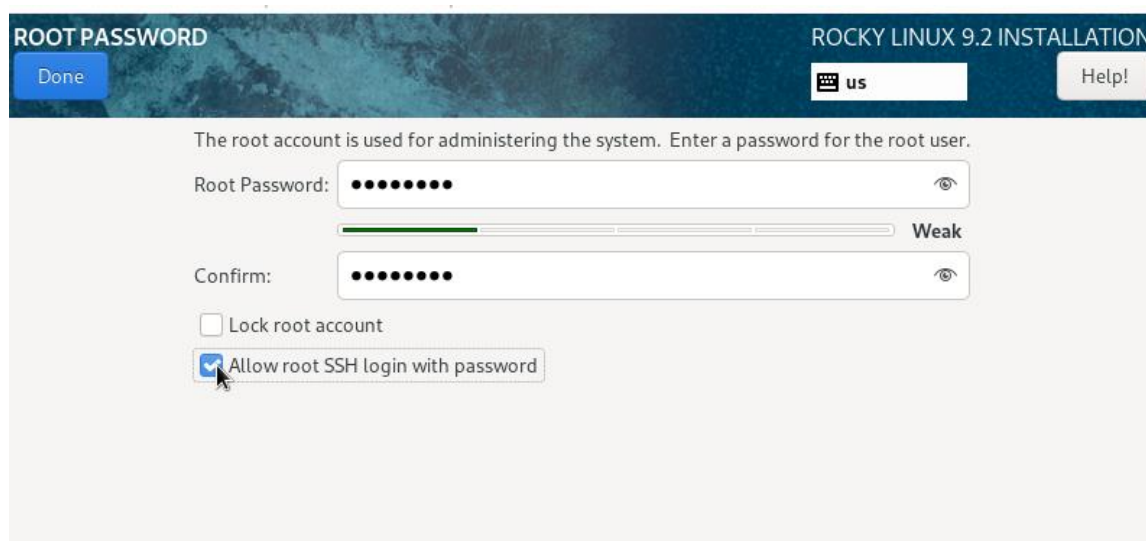 ROOT PASSWORD
ROCKY LINUX 9.2 INSTALLATION
Done
us
Help!
The root account is used for administering the system. Enter a password for the root user.
Root Password: ●●●●●●●●
Weak
Confirm: ●●●●●●●●
Lock root account
Allow root SSH login with password